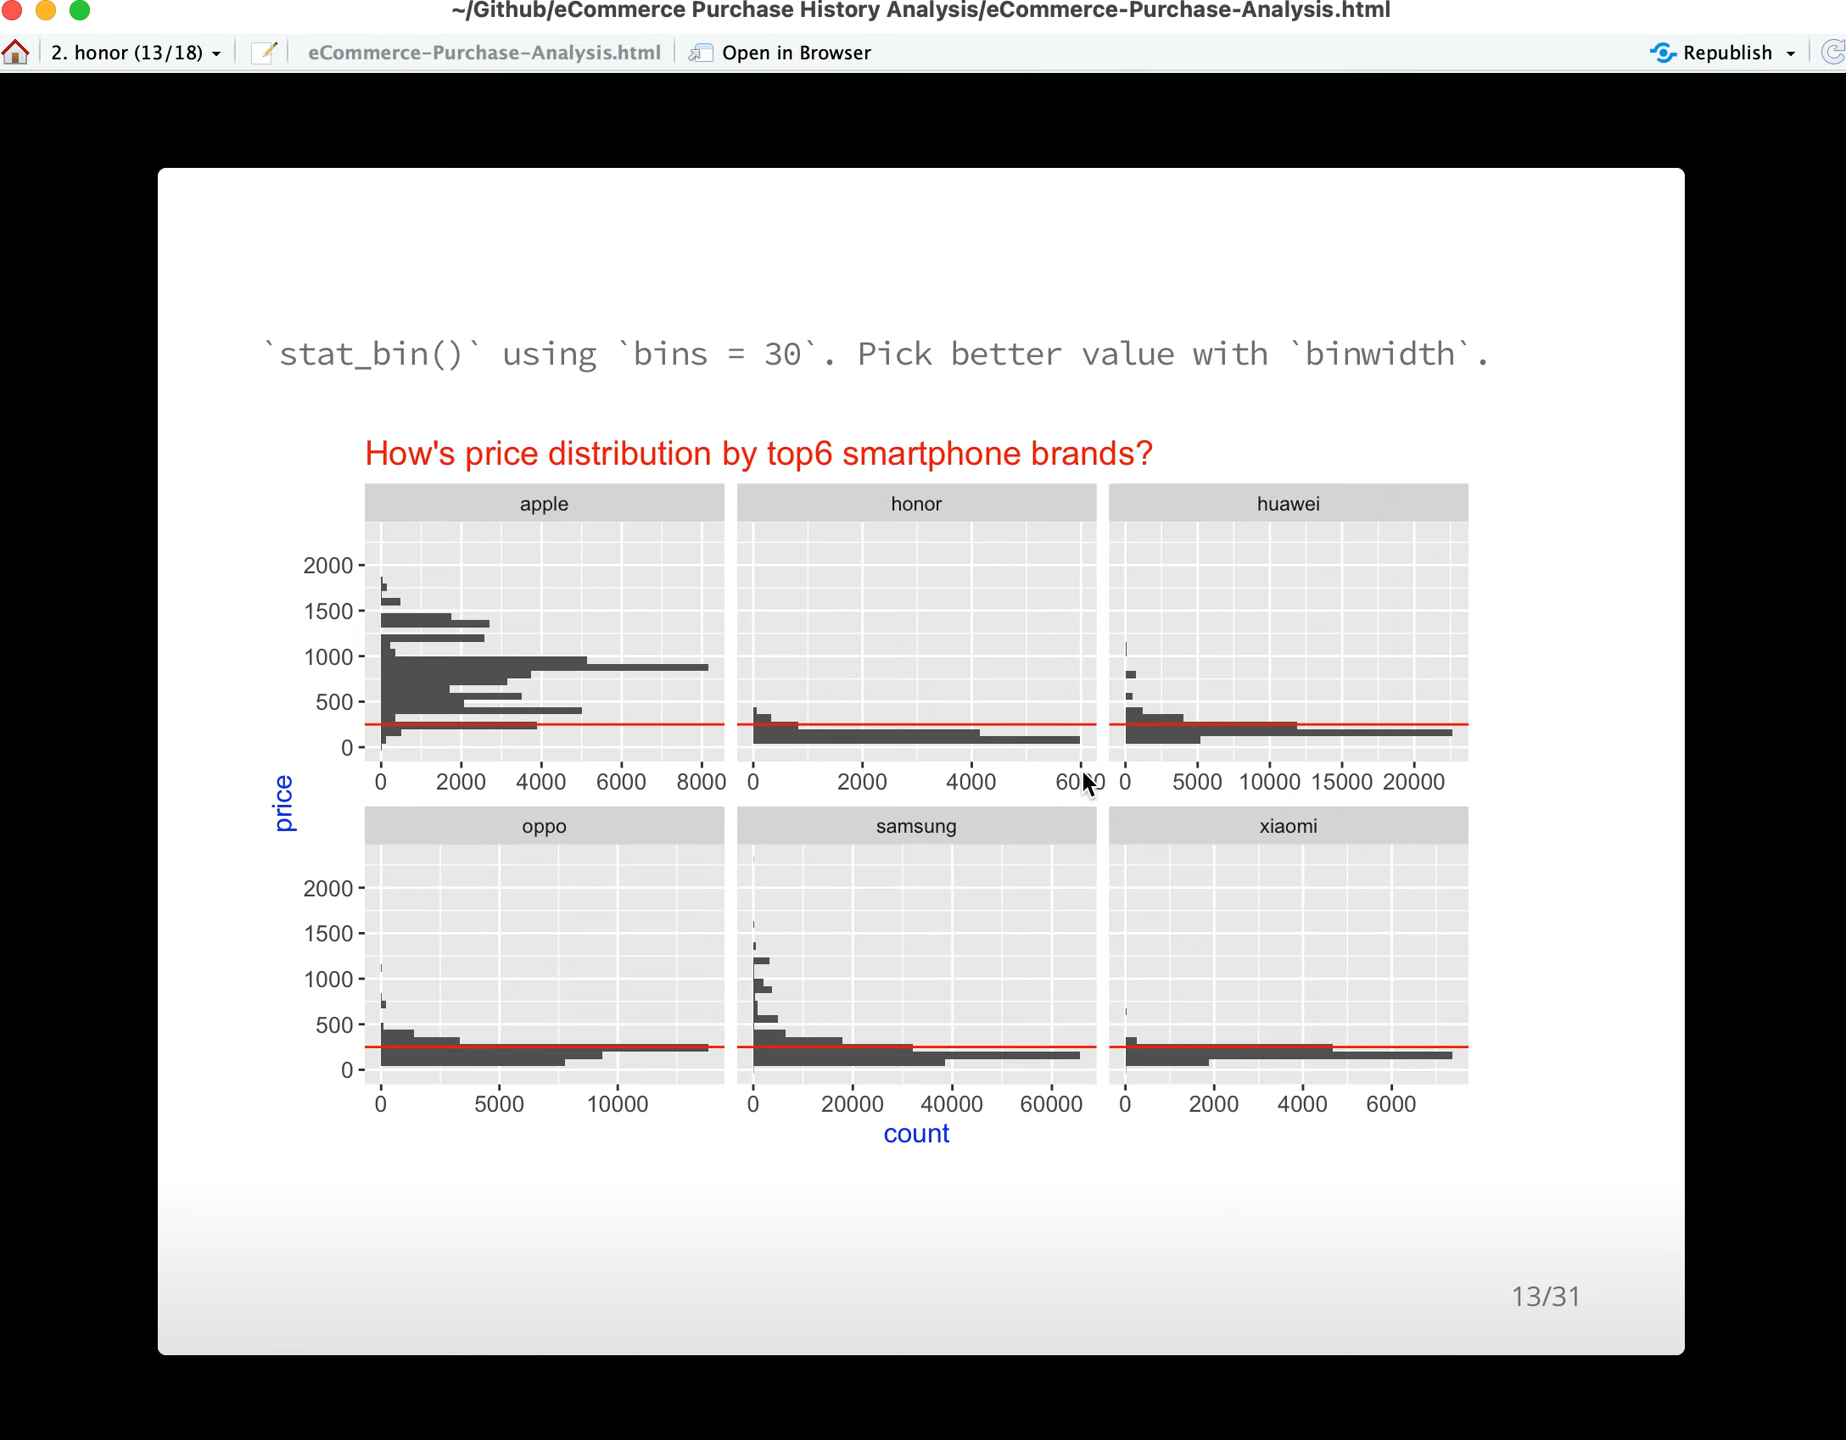 ~/Github/eCommerce Purchase History Analysis/eCommerce-Purchase-Analysis.html
2. honor (13/18) eCommerce-Purchase-Analysis.html Open in Browser Republish
`stat_bin()` using `bins = 30`. Pick better value with `binwidth`.
How's price distribution by top6 smartphone brands?
apple honor huawei
2000
1500
1000
500
0
0 2000 4000 6000 8000 0 2000 4000 0 5000 10000 15000 20000
price
oppo samsung xiaomi
2000
1500
1000
500
0
0 5000 10000 0 20000 40000 60000 0 2000 4000 6000
count
13/31